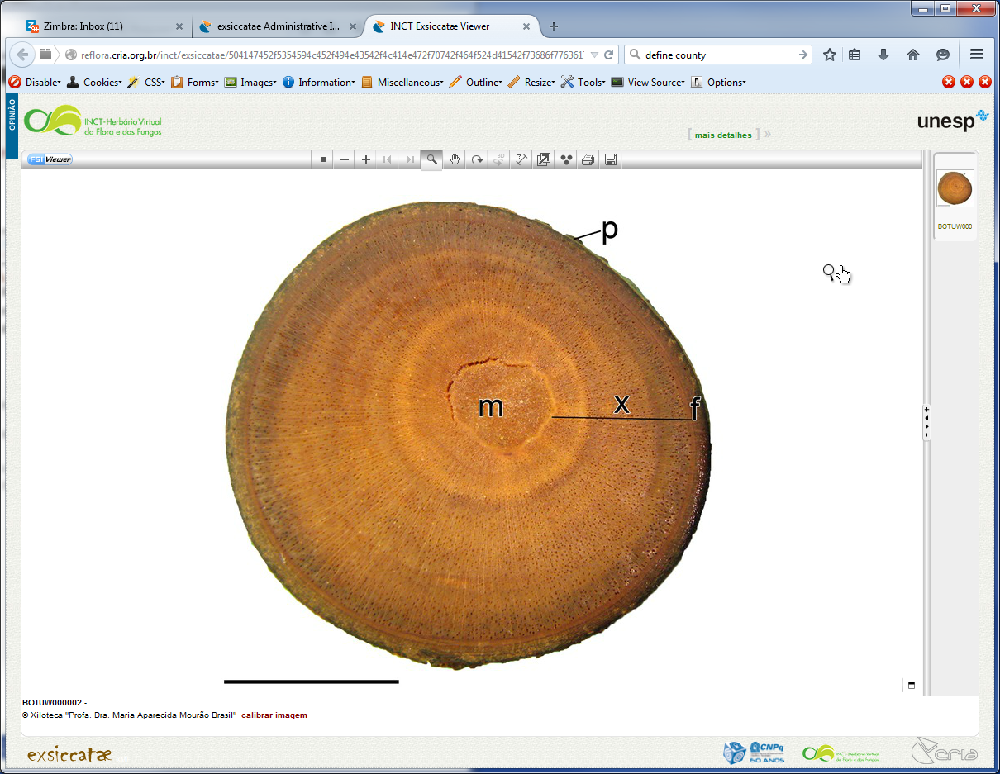 Zimbra: Inbox (11)
exsiccatae Administrative I...
INCT Exsiccatæ Viewer
reflora.cria.org.br/inct/exsiccatae/
define county
Disable
Cookies
CSS
Forms
Images
Information
Miscellaneous
Outline
Resize
Tools
View Source
Options
OPINIÃO
INCT-Herbário Virtual
da Flora e dos Fungos
[ mais detalhes ] »
unesp
FSI Viewer
3D
p
m
x
f
BOTUW000
BOTUW000002 -.
© Xiloteca "Profa. Dra. Maria Aparecida Mourão Brasil" calibrar imagem
exsiccatæ
CNPq
60 ANOS
INCT-Herbário Virtual
da Flora e dos Fungos
cria